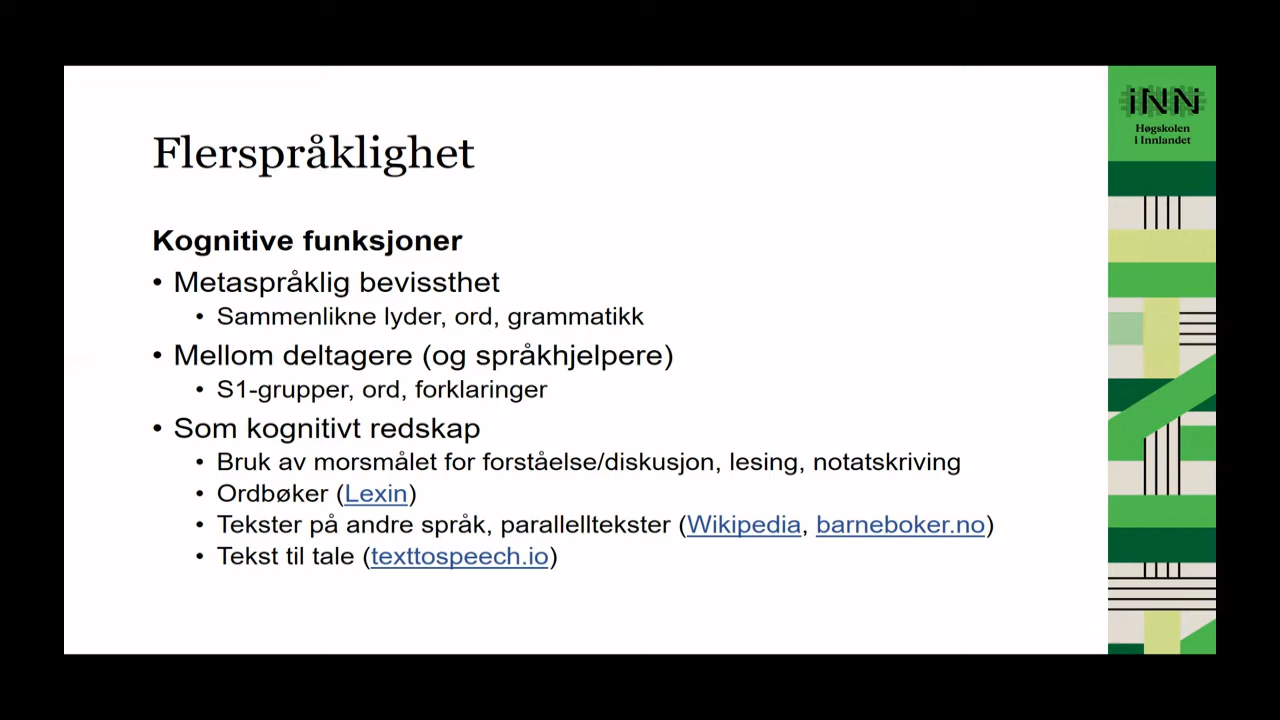 Flerspråklighet
Kognitive funksjoner
• Metaspråklig bevissthet
• Sammenlikne lyder, ord, grammatikk
• Mellom deltagere (og språkhjelpere)
• S1-grupper, ord, forklaringer
• Som kognitivt redskap
• Bruk av morsmålet for forståelse/diskusjon, lesing, notatskriving
• Ordbøker (Lexin)
• Tekster på andre språk, parallelltekster (Wikipedia, barneboker.no)
• Tekst til tale (texttospeech.io)
iNN
Høgskolen
i Innlandet